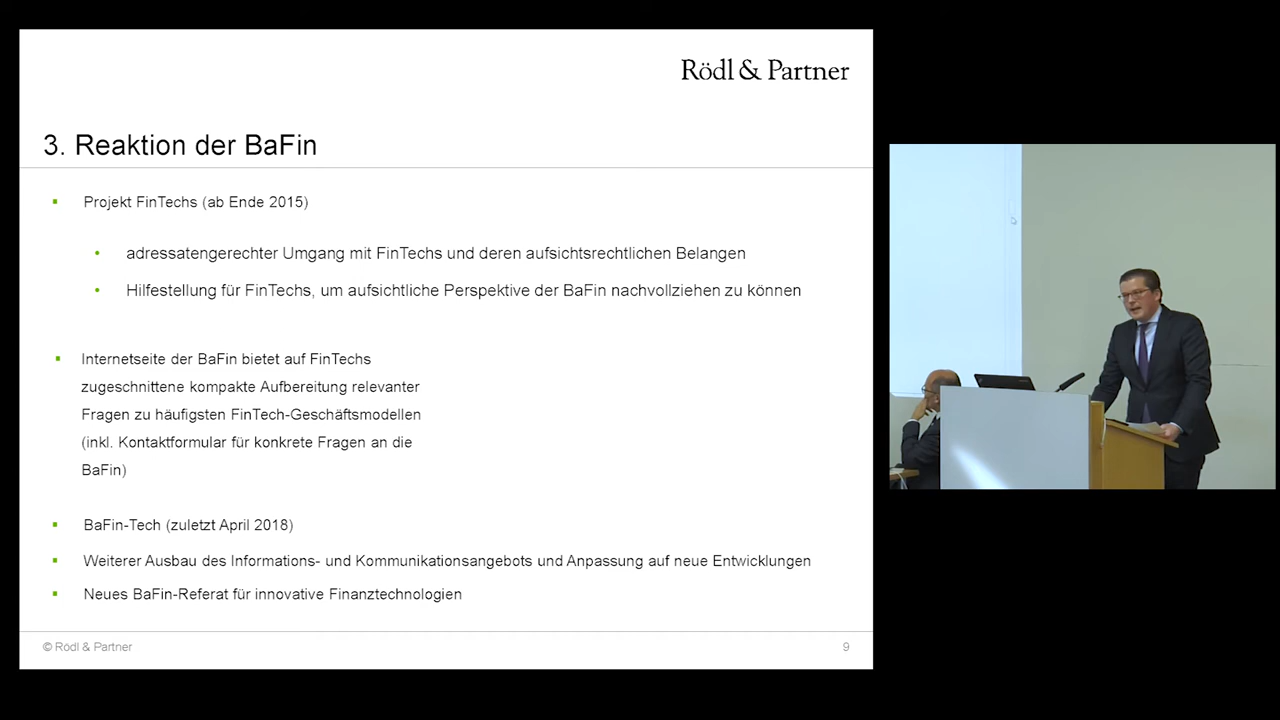 Rödl & Partner
3. Reaktion der BaFin
▪ Projekt FinTechs (ab Ende 2015)
• adressatengerechter Umgang mit FinTechs und deren aufsichtsrechtlichen Belangen
• Hilfestellung für FinTechs, um aufsichtliche Perspektive der BaFin nachvollziehen zu können
▪ Internetseite der BaFin bietet auf FinTechs
zugeschnittene kompakte Aufbereitung relevanter
Fragen zu häufigsten FinTech-Geschäftsmodellen
(inkl. Kontaktformular für konkrete Fragen an die
BaFin)
▪ BaFin-Tech (zuletzt April 2018)
▪ Weiterer Ausbau des Informations- und Kommunikationsangebots und Anpassung auf neue Entwicklungen
▪ Neues BaFin-Referat für innovative Finanztechnologien
© Rödl & Partner
9